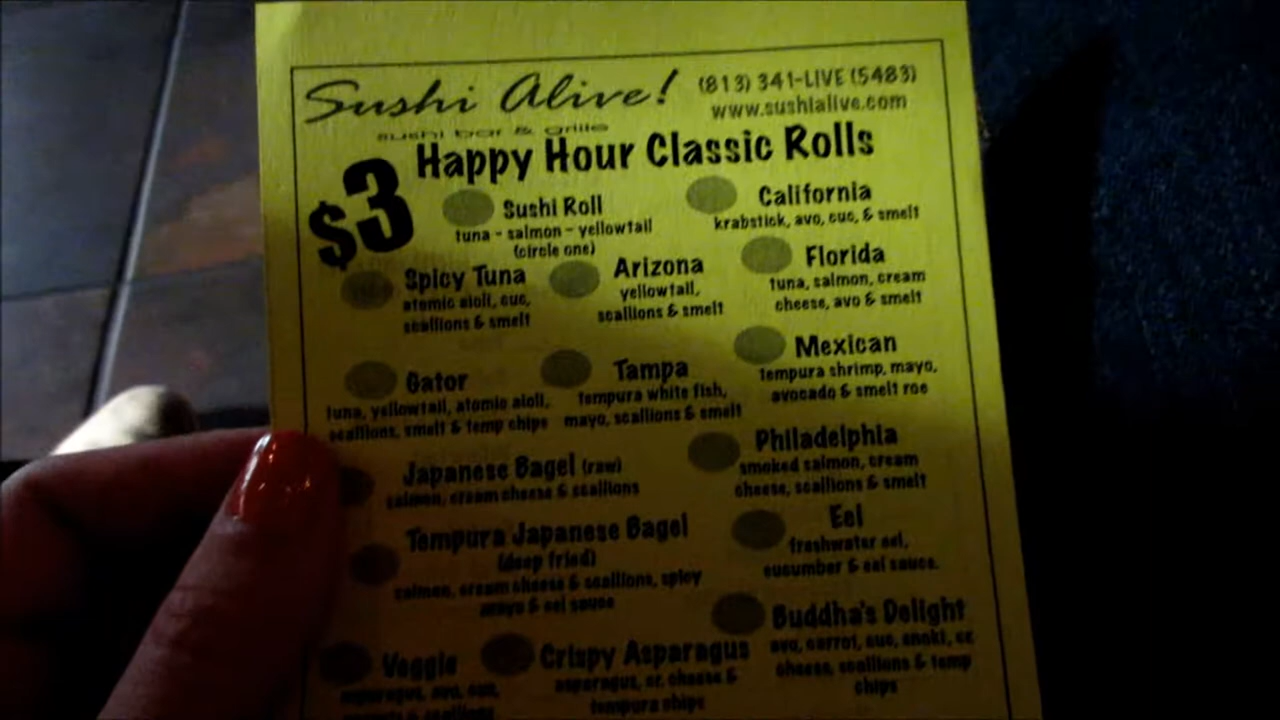 Sushi Alive!
(813) 341-LIVE (5483)
www.sushialive.com
sushi bar & grille
$3
Happy Hour Classic Rolls
Sushi Roll
tuna - salmon - yellowtail
(circle one)
California
krabstick, avo, cuc, & smelt
Spicy Tuna
atomic aioli, cuc,
scallions & smelt
Arizona
yellowtail,
scallions & smelt
Florida
tuna, salmon, cream
cheese, avo & smelt
Gator
tuna, yellowtail, atomic aioli,
scallions, smelt & temp chips
Tampa
tempura white fish,
mayo, scallions & smelt
Mexican
tempura shrimp, mayo,
avocado & smelt roe
Japanese Bagel (raw)
salmon, cream cheese & scallions
Philadelphia
smoked salmon, cream
cheese, scallions & smelt
Tempura Japanese Bagel
(deep fried)
salmon, cream cheese & scallions, spicy
mayo & eel sauce
Eel
freshwater eel,
cucumber & eel sauce
Veggie
asparagus, avo, cuc,
& scallions
Crispy Asparagus
asparagus, cr. cheese &
tempura chips
Buddha's Delight
avo, carrot, cuc, enoki, cr.
cheese, scallions & temp
chips